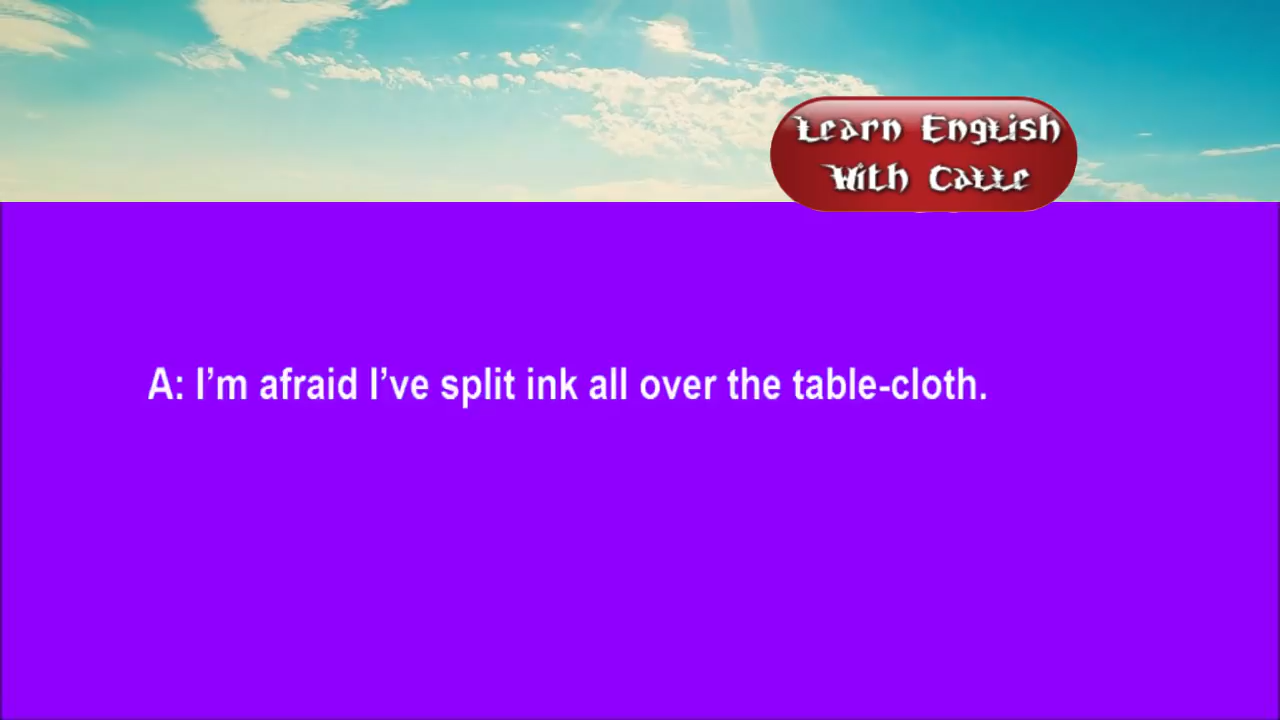 Learn English
With Catte
A: I’m afraid I’ve split ink all over the table-cloth.